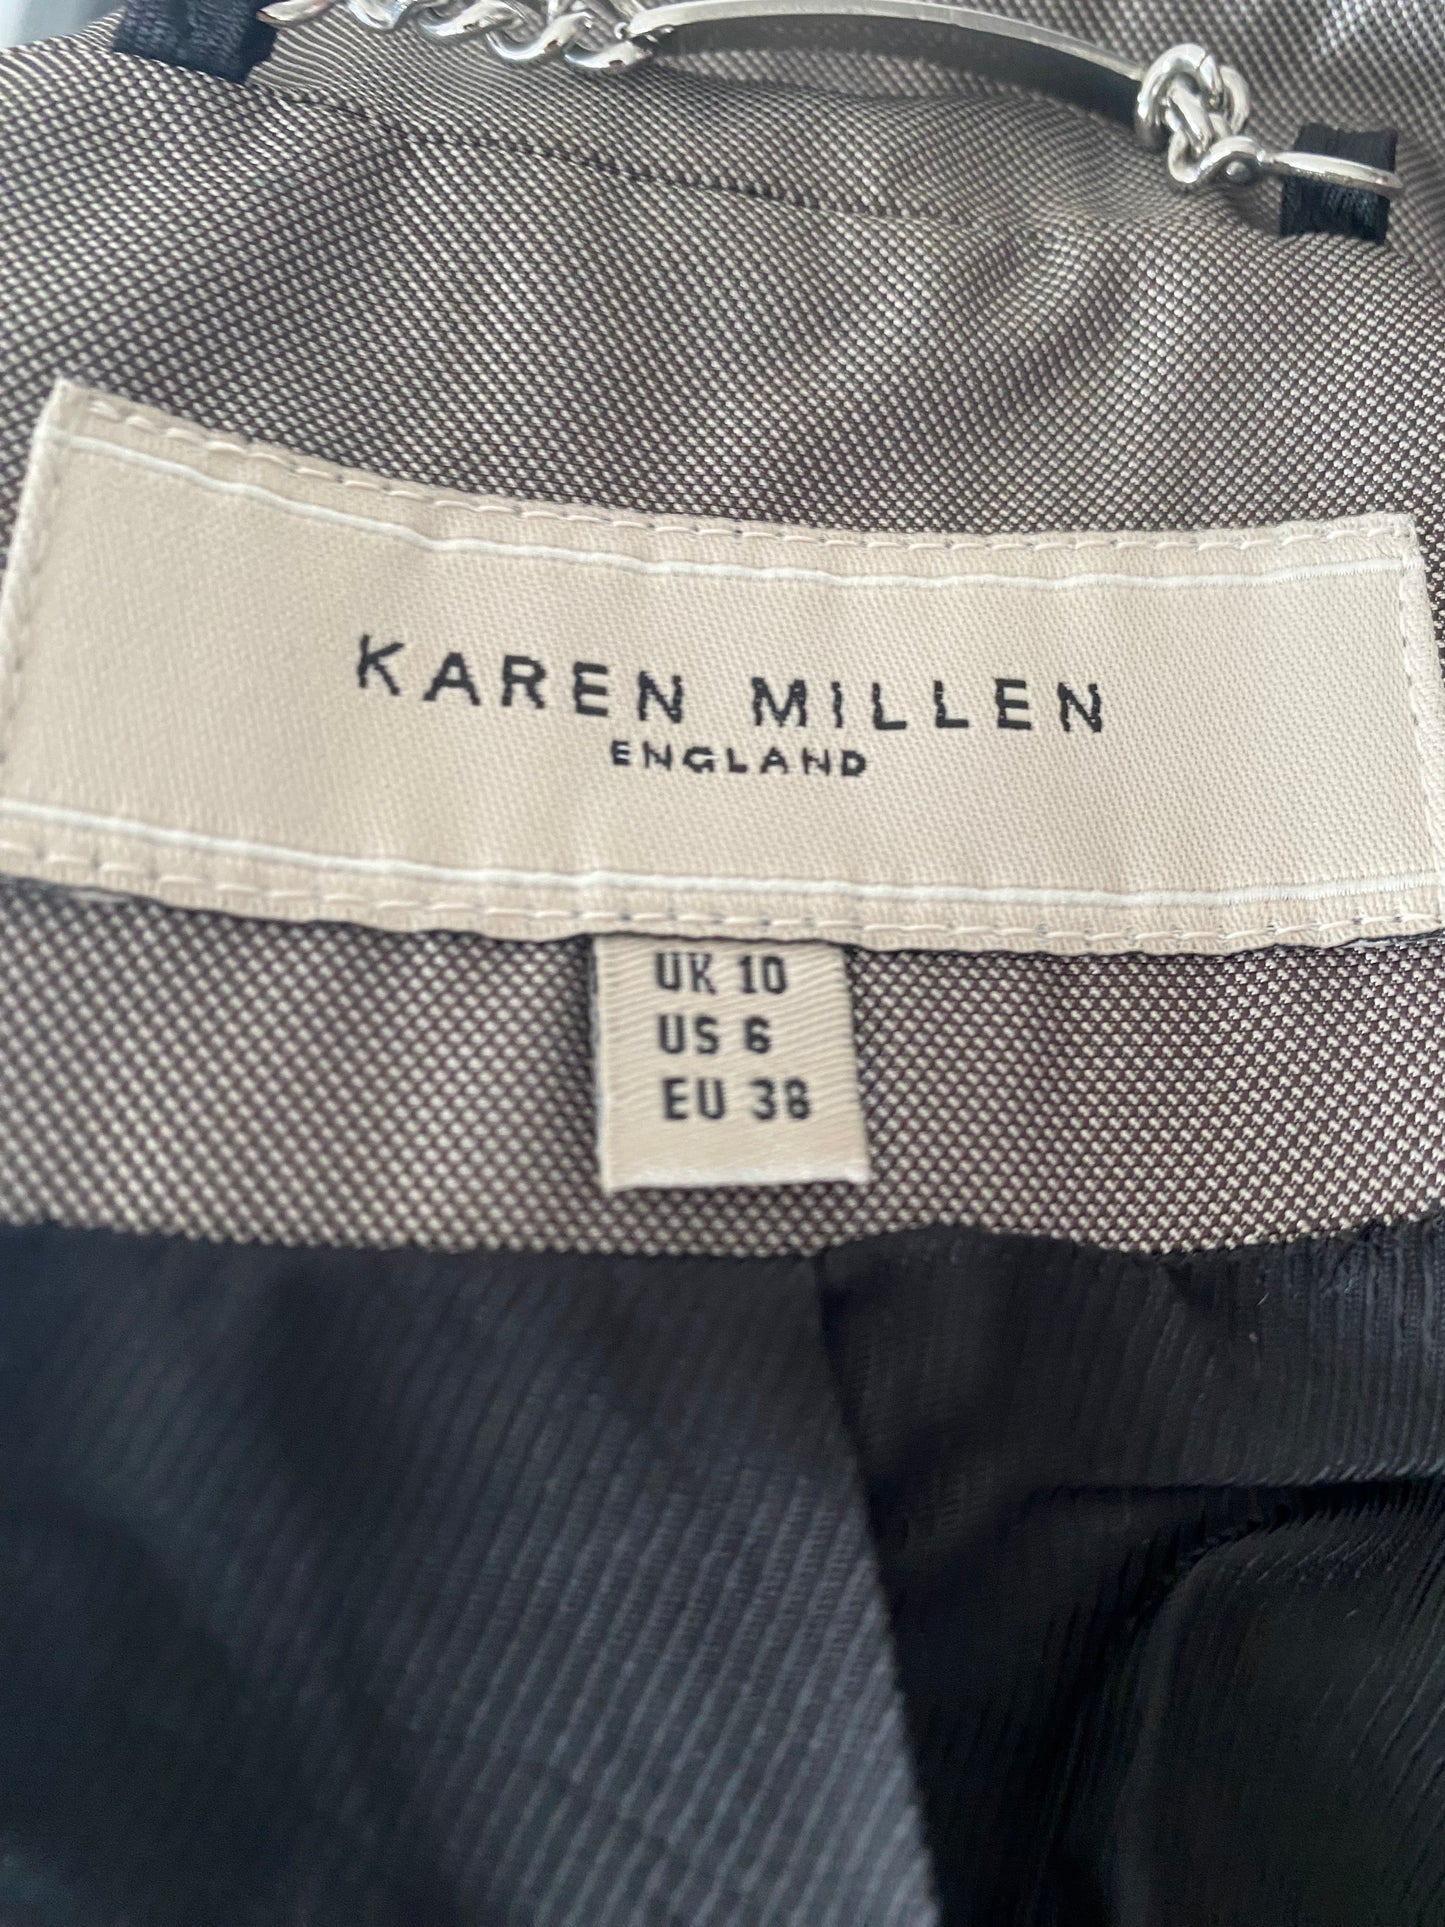 KAREN MILLEN
ENGLAND
UK 10
US 6
EU 38